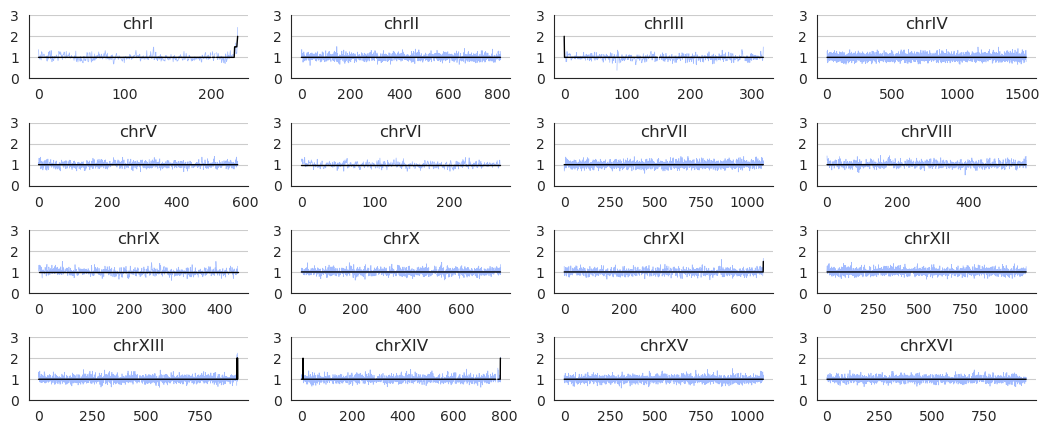 chrI chrII chrIII chrIV
3 3 3 3
2 2 2 2
1 1 1 1
0 0 0 0
0 100 200 0 200 400 600 800 0 100 200 300 0 500 1000 1500
chrV chrVI chrVII chrVIII
3 3 3 3
2 2 2 2
1 1 1 1
0 0 0 0
0 200 400 600 0 100 200 0 250 500 750 1000 0 200 400
chrIX chrX chrXI chrXII
3 3 3 3
2 2 2 2
1 1 1 1
0 0 0 0
0 100 200 300 400 0 200 400 600 0 200 400 600 0 250 500 750 1000
chrXIII chrXIV chrXV chrXVI
3 3 3 3
2 2 2 2
1 1 1 1
0 0 0 0
0 250 500 750 0 200 400 600 800 0 250 500 750 1000 0 250 500 750